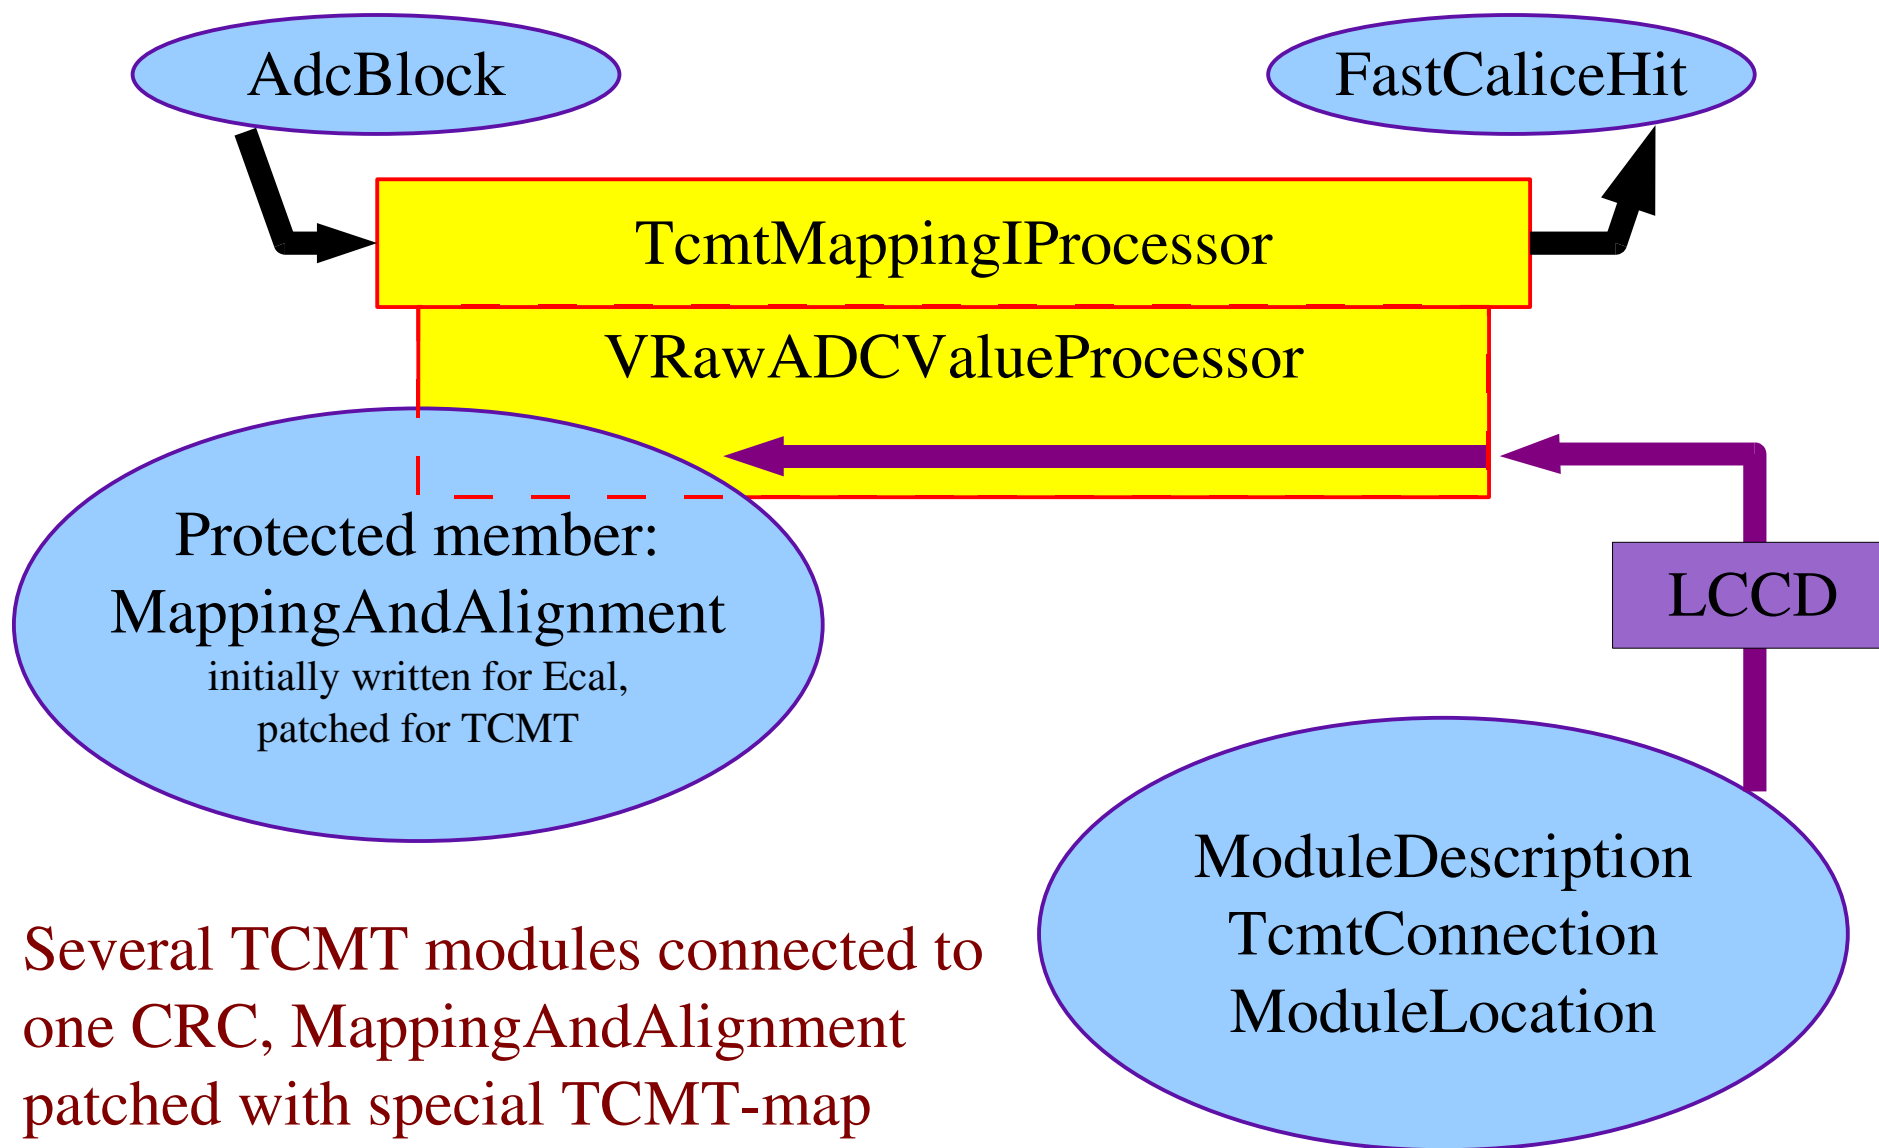 AdcBlock
FastCaliceHit
TcmtMappingIProcessor
VRawADCValueProcessor
Protected member:
MappingAndAlignment
initially written for Ecal,
patched for TCMT
LCCD
ModuleDescription
TcmtConnection
ModuleLocation
Several TCMT modules connected to
one CRC, MappingAndAlignment
patched with special TCMT-map